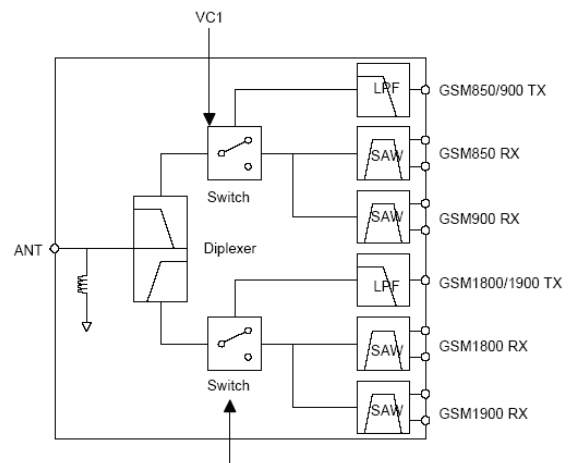 VC1
LPF
GSM850/900 TX
SAW
GSM850 RX
Switch
SAW
GSM900 RX
ANT
Diplexer
LPF
GSM1800/1900 TX
SAW
GSM1800 RX
Switch
SAW
GSM1900 RX